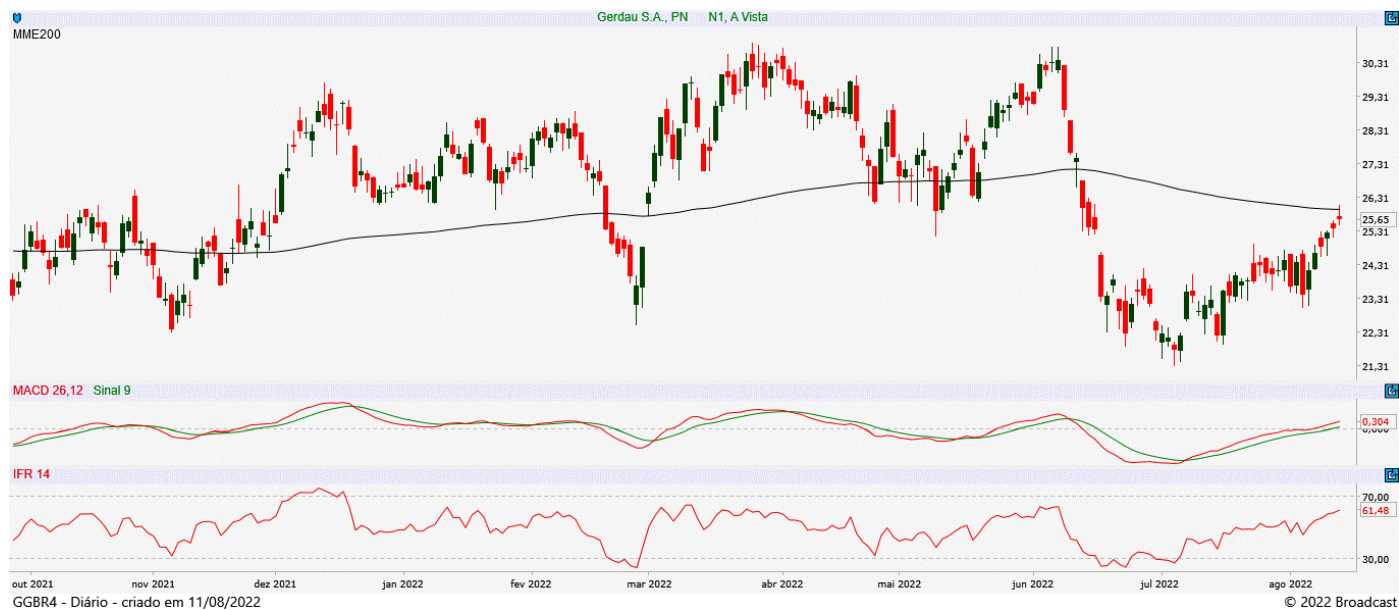 Gerdau S.A., PN N1, A Vista
MME200
30,31
29,31
28,31
27,31
26,31
25,65
25,31
24,31
23,31
22,31
21,31
MACD 26,12 Sinal 9
0,304
IFR 14
70,00
61,48
30,00
out 2021 nov 2021 dez 2021 jan 2022 fev 2022 mar 2022 abr 2022 mai 2022 jun 2022 jul 2022 ago 2022
GGBR4 - Diário - criado em 11/08/2022 © 2022 Broadcast